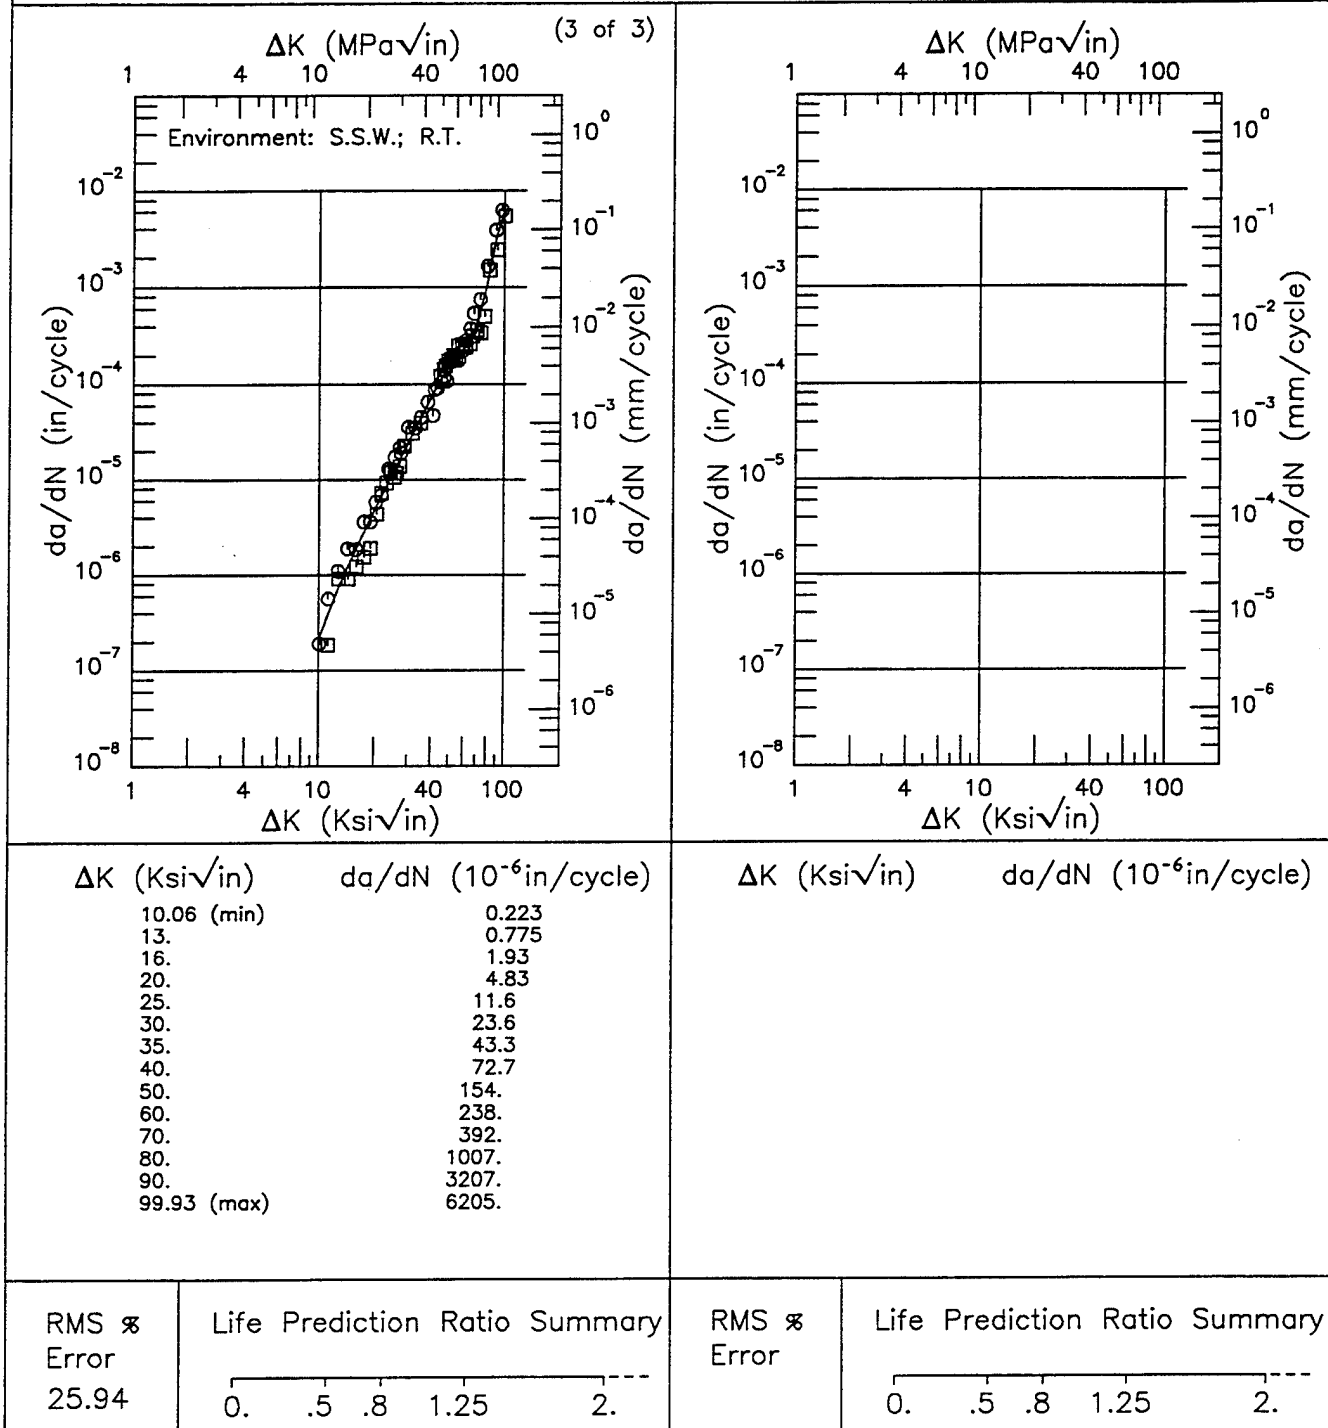 (3 of 3)
ΔK (MPa√in)
1 4 10 40 100
Environment: S.S.W.; R.T.
da/dN (in/cycle)
10⁻²
10⁻³
10⁻⁴
10⁻⁵
10⁻⁶
10⁻⁷
10⁻⁸
10⁰
10⁻¹
10⁻²
10⁻³
10⁻⁴
10⁻⁵
10⁻⁶
da/dN (mm/cycle)
1 4 10 40 100
ΔK (Ksi√in)
ΔK (MPa√in)
1 4 10 40 100
da/dN (in/cycle)
10⁻²
10⁻³
10⁻⁴
10⁻⁵
10⁻⁶
10⁻⁷
10⁻⁸
10⁰
10⁻¹
10⁻²
10⁻³
10⁻⁴
10⁻⁵
10⁻⁶
da/dN (mm/cycle)
1 4 10 40 100
ΔK (Ksi√in)
ΔK (Ksi√in) da/dN (10⁻⁶in/cycle)
10.06 (min) 0.223
13. 0.775
16. 1.93
20. 4.83
25. 11.6
30. 23.6
35. 43.3
40. 72.7
50. 154.
60. 238.
70. 392.
80. 1007.
90. 3207.
99.93 (max) 6205.
ΔK (Ksi√in) da/dN (10⁻⁶in/cycle)
RMS %
Error
25.94
Life Prediction Ratio Summary
0. .5 .8 1.25 2.
RMS %
Error
Life Prediction Ratio Summary
0. .5 .8 1.25 2.